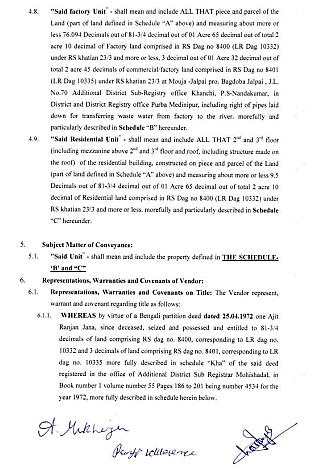 4.8. "Said factory Unit" - shall mean and include ALL THAT piece and parcel of the
Land (part of land defined in Schedule "A" above) and measuring about more or
less 76.094 Decimals out of 81-3/4 decimal out of 01 Acre 65 decimal out of total 2
acre 10 decimal of Factory land comprised in RS Dag no 8400 (LR Dag 10332)
under RS khatian 23/3 and more or less, 3 decimal out of 01 Acre 32 decimal out of
total 2 acre 45 decimals of commercial/factory land comprised in RS Dag no 8401
(LR Dag 10335) under RS khatian 23/3 at Mouja -Jalpai pro. Bagdoba Jalpai., J.L.
No.70 Additional District Sub-Registry office Khanchi, P.S-Nandakumar, in
District and District Registry office Purba Medinipur, including right of pipes laid
down for transferring waste water from factory to the river. morefully and
particularly described in Schedule "B" hereunder.
4.9. "Said Residential Unit" - shall mean and include ALL THAT 2nd and 3rd floor
(including mezzanine above 2nd and 3rd floor and roof, including structure made on
the roof) of the residential building, constructed on piece and parcel of the Land
(part of land defined in Schedule "A" above) and measuring about more or less 9.5
Decimals out of 81-3/4 decimal out of 01 Acre 65 decimal out of total 2 acre 10
decimal of Residential land comprised in RS Dag no 8400 (LR Dag 10332) under
RS khatian 23/3 and more or less. morefully and particularly described in Schedule
"C" hereunder.
5. Subject Matter of Conveyance:
5.1. "Said Unit" - shall mean and include the property defined in THE SCHEDULE-
'B' and "C"
6. Representations, Warranties and Covenants of Vendor:
6.1. Representations, Warranties and Covenants on Title: The Vendor represent,
warrant and covenant regarding title as follows:
6.1.1. WHEREAS by virtue of a Bengali partition deed dated 25.04.1972 one Ajit
Ranjan Jana, since deceased, seized and possessed and entitled to 81-3/4
decimals of land comprising RS dag no. 8400, corresponding to LR dag no.
10332 and 3 decimals of land comprising RS dag no. 8401, corresponding to LR
dag no. 10335 more fully described in schedule "Kha" of the said deed
registered in the office of Additional District Sub Registrar Mohishadal, in
Book number 1 volume number 55 Pages 186 to 201 being number 4534 for the
year 1972, more fully described in schedule herein below.
A. Mukherjee